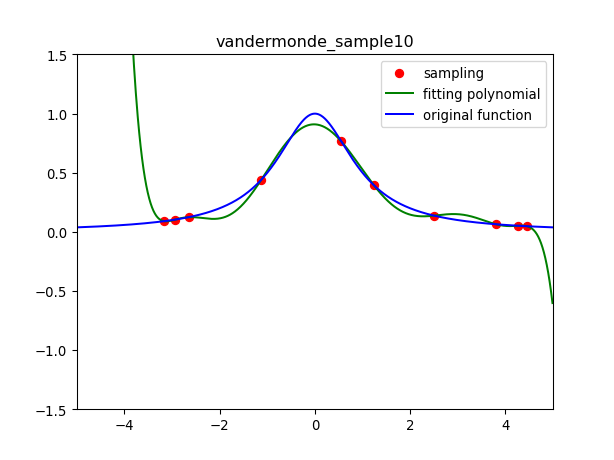 vandermonde_sample10
sampling
fitting polynomial
original function
1.5
1.0
0.5
0.0
−0.5
−1.0
−1.5
−4 −2 0 2 4